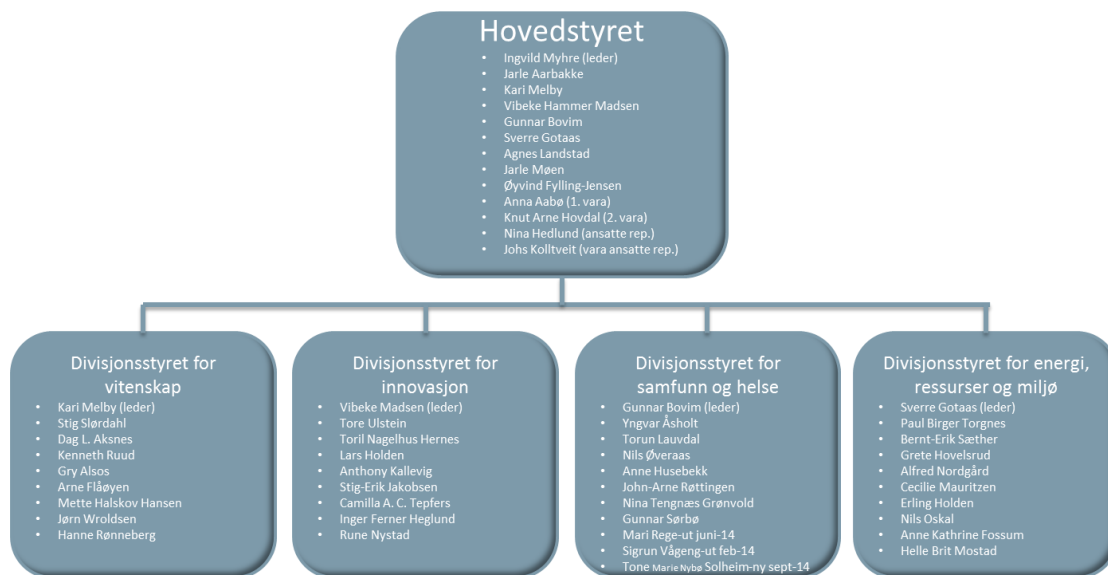 Hovedstyret
• Ingvild Myhre (leder)
• Jarle Aarbakke
• Kari Melby
• Vibeke Hammer Madsen
• Gunnar Bovim
• Sverre Gotaas
• Agnes Landstad
• Jarle Møen
• Øyvind Fylling-Jensen
• Anna Aabø (1. vara)
• Knut Arne Hovdal (2. vara)
• Nina Hedlund (ansatte rep.)
• Johs Kolltveit (vara ansatte rep.)
Divisjonsstyret for
vitenskap
• Kari Melby (leder)
• Stig Slørdahl
• Dag L. Aksnes
• Kenneth Ruud
• Gry Alsos
• Arne Flåøyen
• Mette Halskov Hansen
• Jørn Wroldsen
• Hanne Rønneberg
Divisjonsstyret for
innovasjon
• Vibeke Madsen (leder)
• Tore Ulstein
• Toril Nagelhus Hernes
• Lars Holden
• Anthony Kallevig
• Stig-Erik Jakobsen
• Camilla A. C. Tepfers
• Inger Ferner Heglund
• Rune Nystad
Divisjonsstyret for
samfunn og helse
• Gunnar Bovim (leder)
• Yngvar Åsholt
• Torun Lauvdal
• Nils Øveraas
• Anne Husebekk
• John-Arne Røttingen
• Nina Tengnæs Grønvold
• Gunnar Sørbø
• Mari Rege-ut juni-14
• Sigrun Vågeng-ut feb-14
• Tone Marie Nybø Solheim-ny sept-14
Divisjonsstyret for energi,
ressurser og miljø
• Sverre Gotaas (leder)
• Paul Birger Torgnes
• Bernt-Erik Sæther
• Grete Hovelsrud
• Alfred Nordgård
• Cecilie Mauritzen
• Erling Holden
• Nils Oskal
• Anne Kathrine Fossum
• Helle Brit Mostad